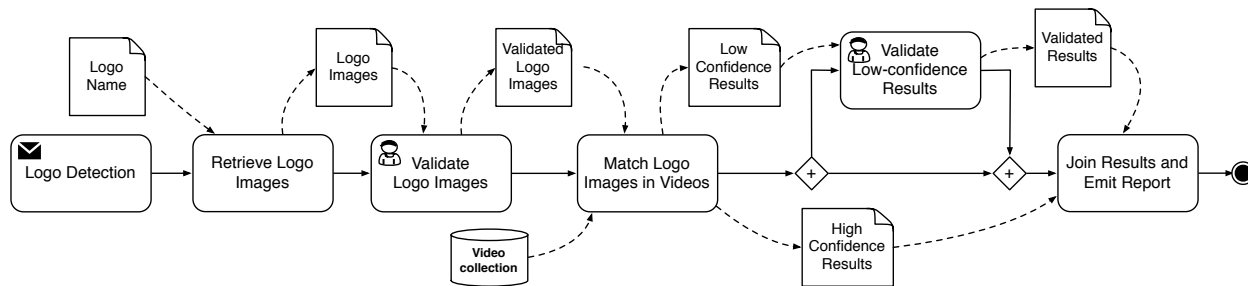 Logo
Name
Logo
Images
Validated
Logo
Images
Low
Confidence
Results
Validate
Low-confidence
Results
Validated
Results
Logo Detection
Retrieve Logo
Images
Validate
Logo Images
Match Logo
Images in Videos
+
+
Join Results and
Emit Report
Video
collection
High
Confidence
Results